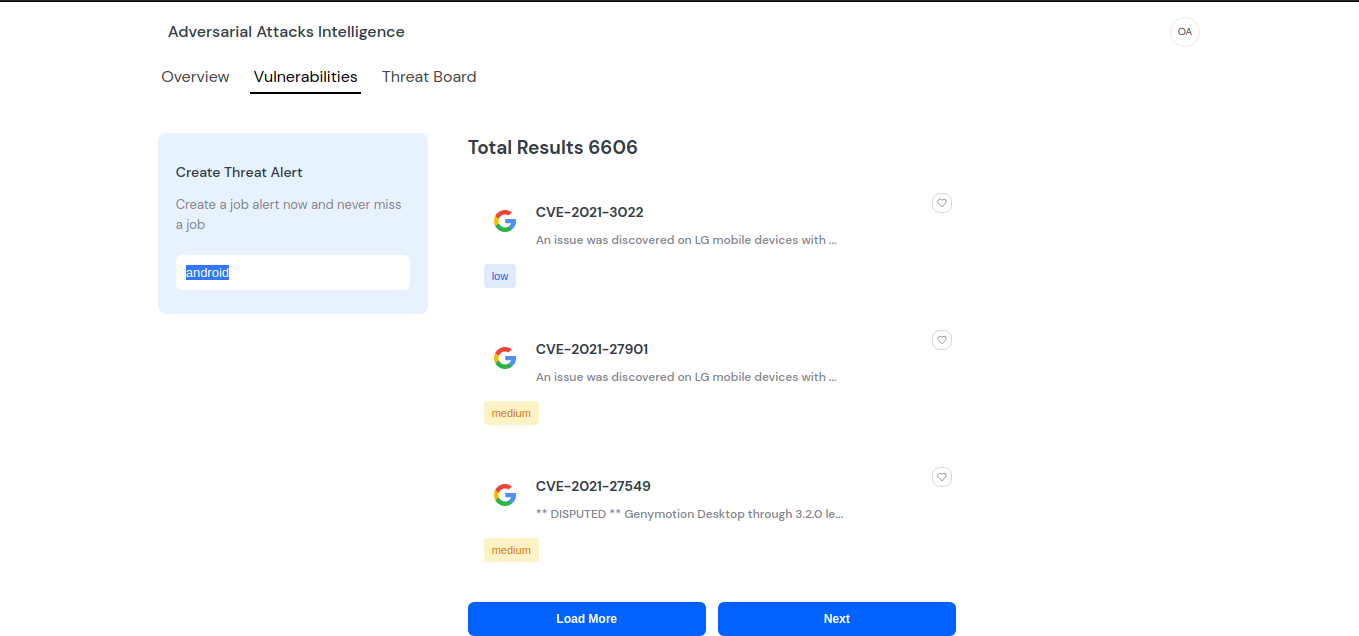 Adversarial Attacks Intelligence
OA
Overview Vulnerabilities Threat Board
Create Threat Alert
Create a job alert now and never miss
a job
android
Total Results 6606
CVE-2021-3022
An issue was discovered on LG mobile devices with ...
low
CVE-2021-27901
An issue was discovered on LG mobile devices with ...
medium
CVE-2021-27549
** DISPUTED ** Genymotion Desktop through 3.2.0 le...
medium
Load More Next